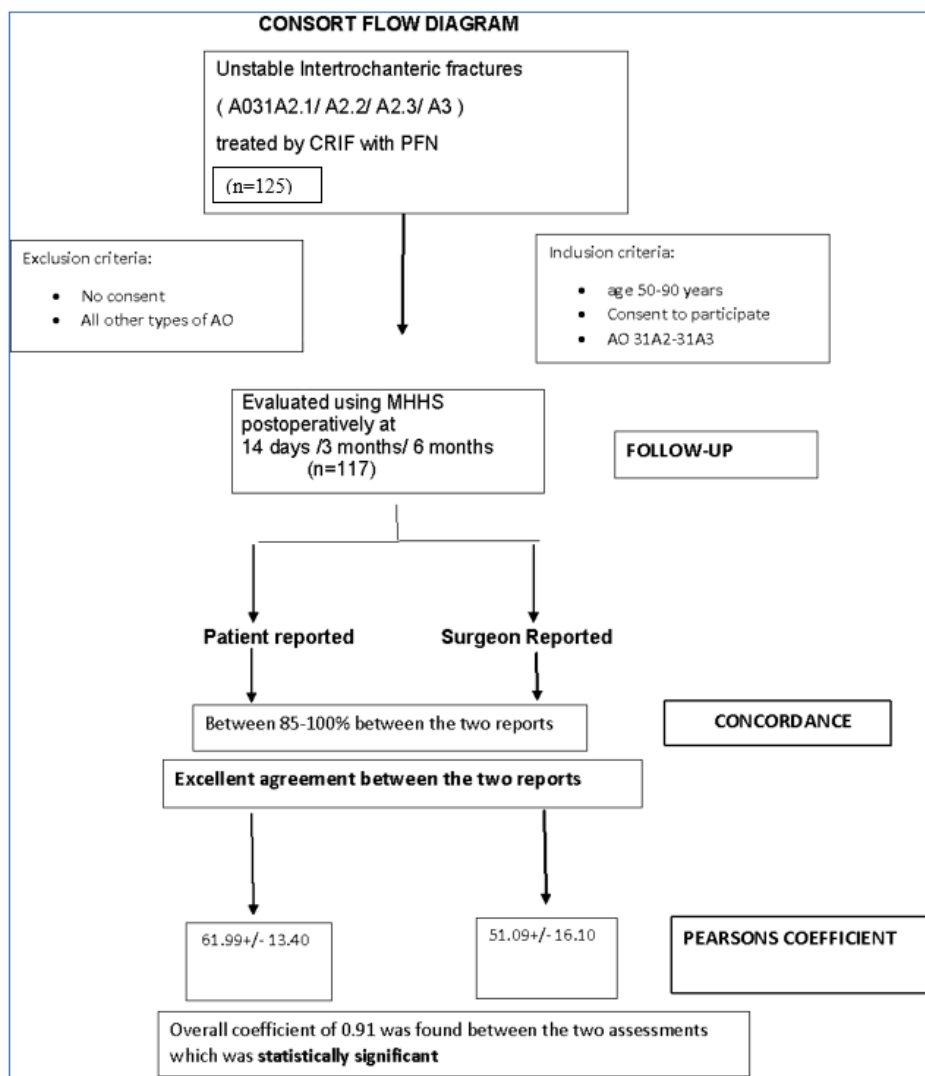 CONSORT FLOW DIAGRAM
Unstable Intertrochanteric fractures
( A031A2.1/ A2.2/ A2.3/ A3 )
treated by CRIF with PFN
(n=125)
Exclusion criteria:
• No consent
• All other types of AO
Inclusion criteria:
• age 50-90 years
• Consent to participate
• AO 31A2-31A3
Evaluated using MHHS
postoperatively at
14 days /3 months/ 6 months
(n=117)
FOLLOW-UP
Patient reported
Surgeon Reported
Between 85-100% between the two reports
CONCORDANCE
Excellent agreement between the two reports
61.99+/- 13.40
51.09+/- 16.10
PEARSONS COEFFICIENT
Overall coefficient of 0.91 was found between the two assessments
which was statistically significant